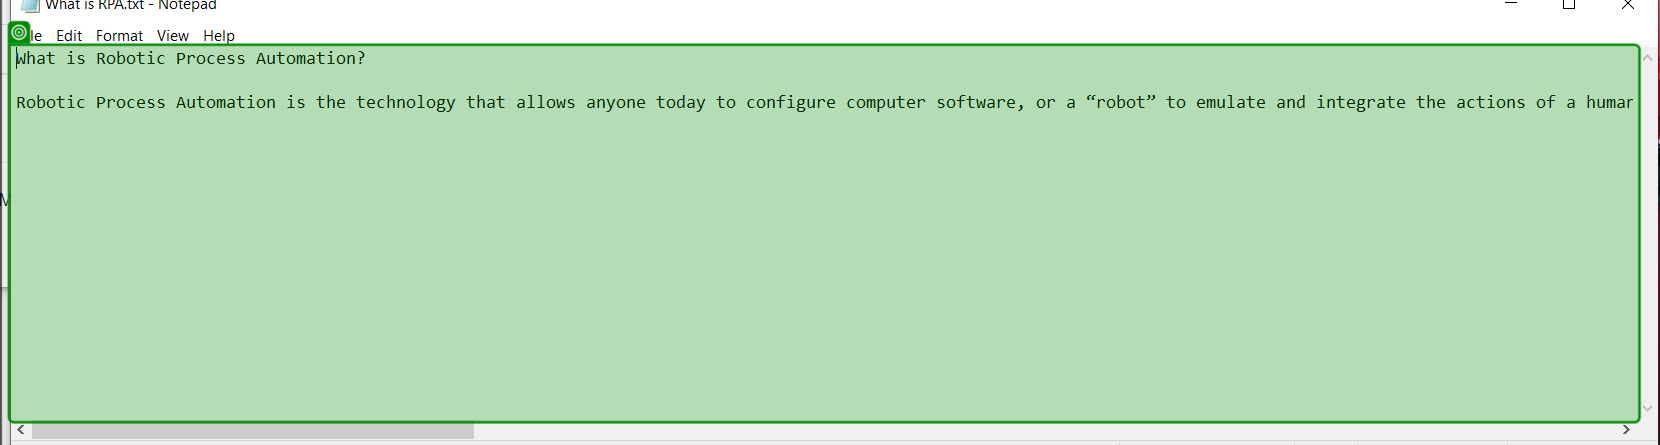 What is RPA.txt - Notepad
le Edit Format View Help
What is Robotic Process Automation?
Robotic Process Automation is the technology that allows anyone today to configure computer software, or a “robot” to emulate and integrate the actions of a human